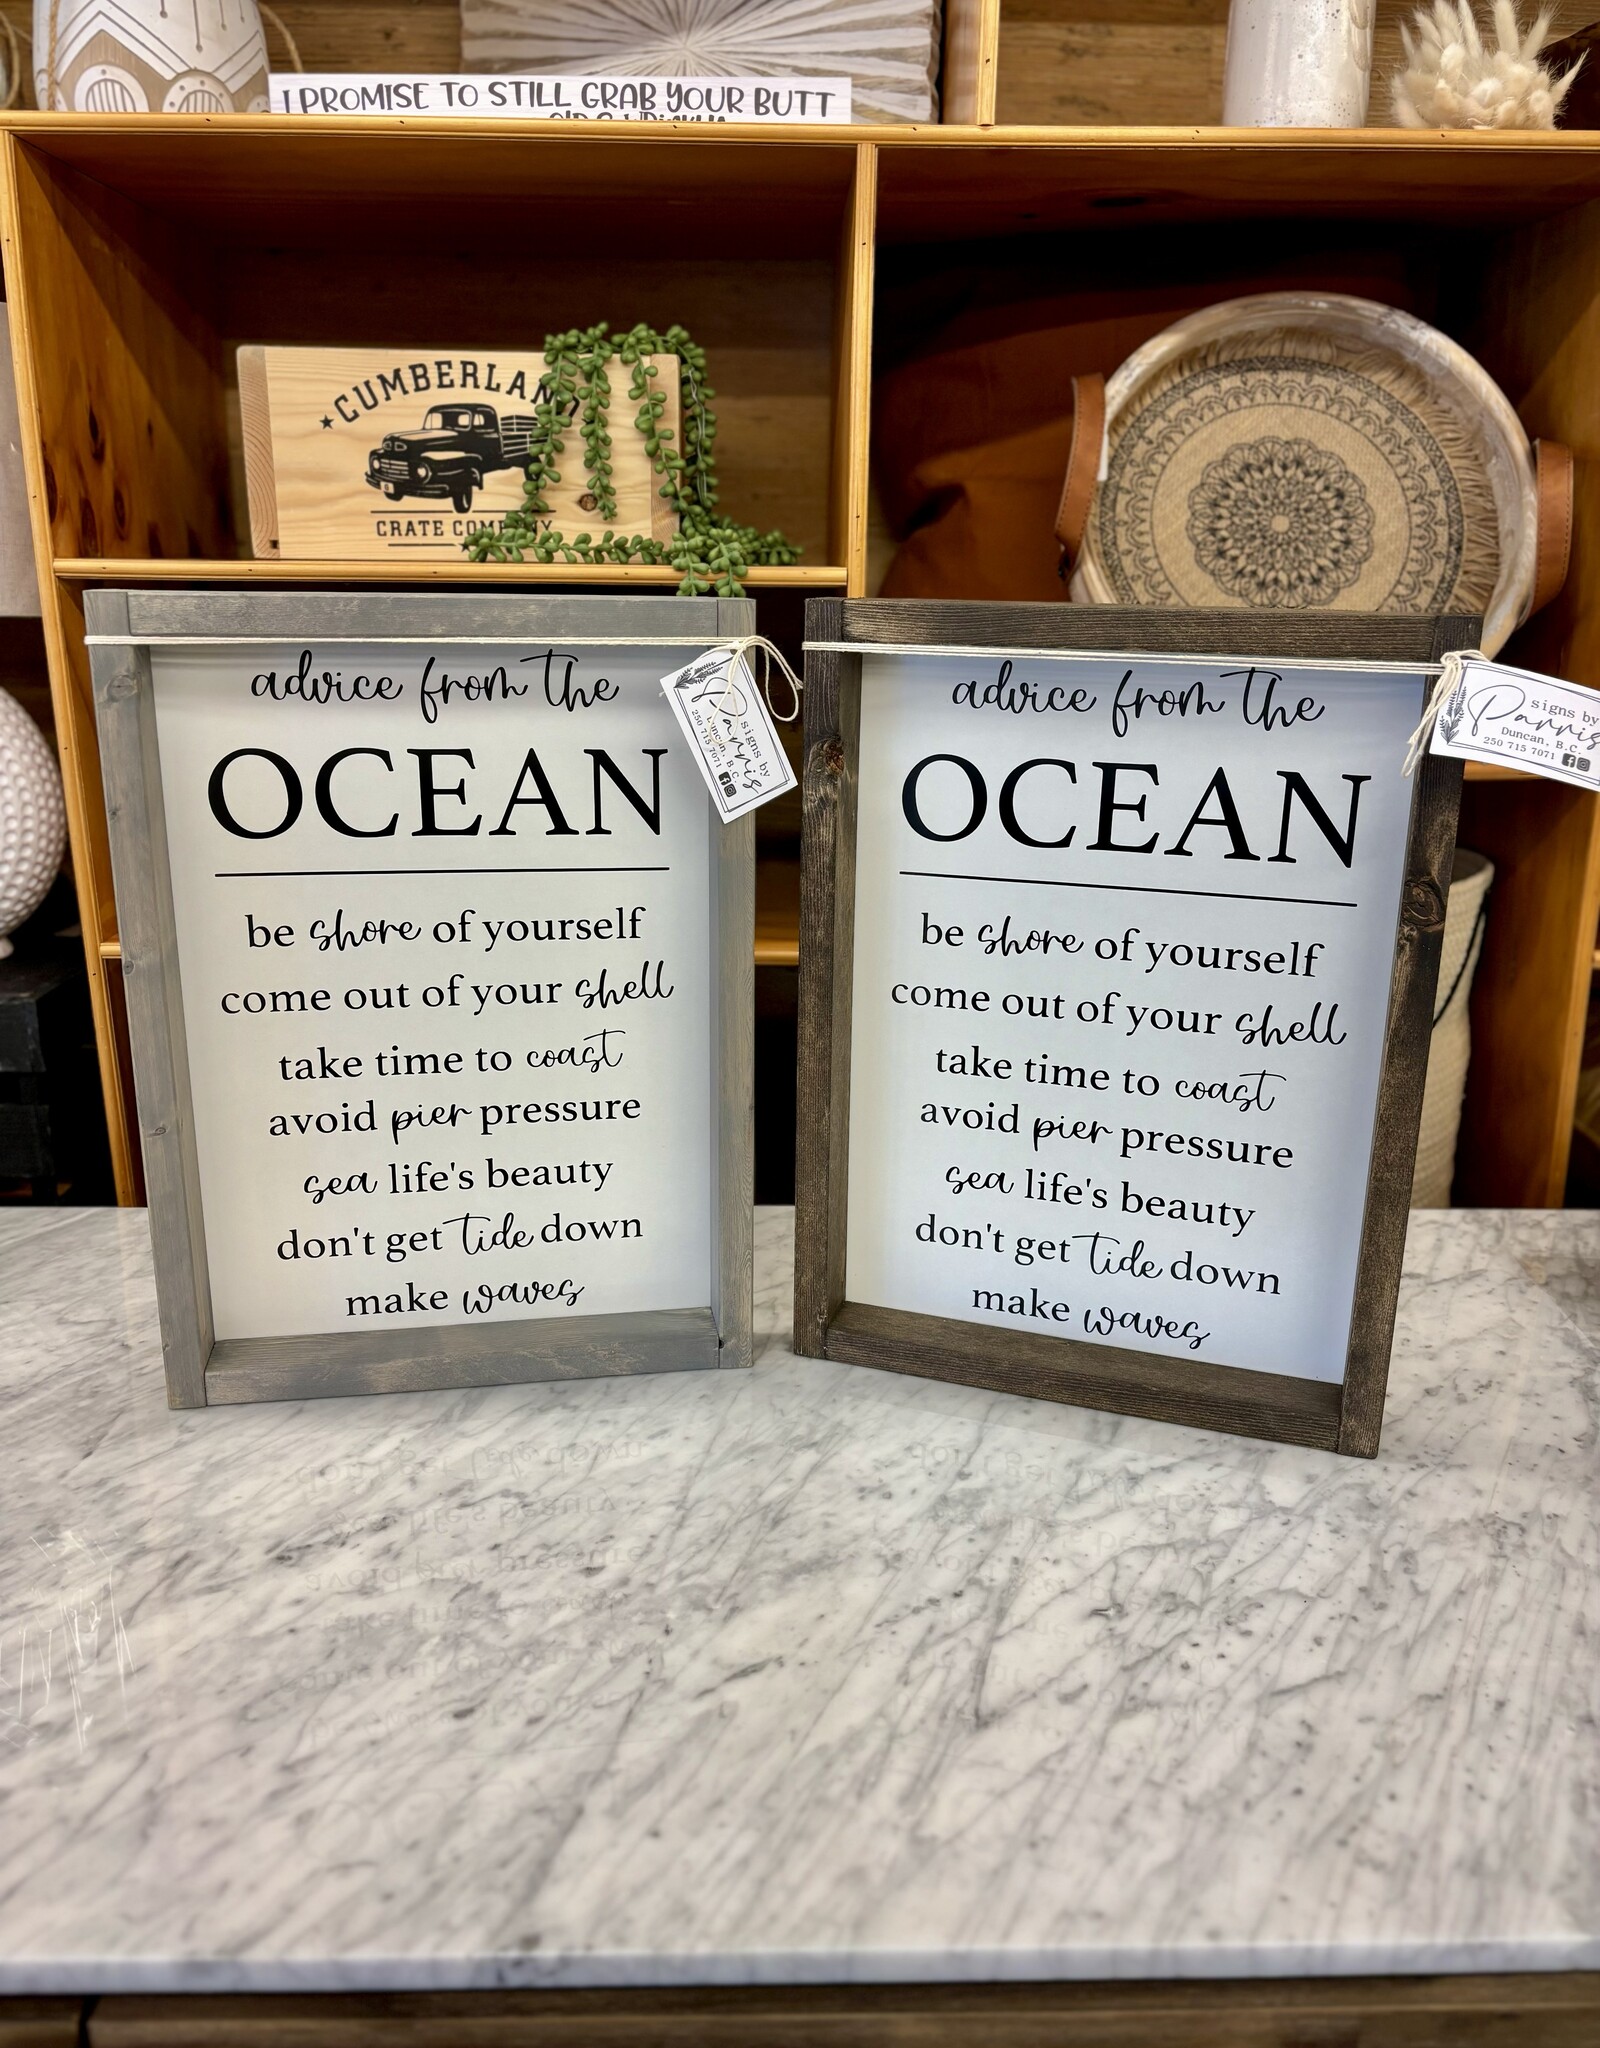 I PROMISE TO STILL GRAB YOUR BUTT
CUMBERLAND
CRATE COMPANY
advice from the
OCEAN
be shore of yourself
come out of your shell
take time to coast
avoid pier pressure
sea life's beauty
don't get tide down
make waves
signs by
Parris
Duncan, B.C.
250 715 7071
advice from the
OCEAN
be shore of yourself
come out of your shell
take time to coast
avoid pier pressure
sea life's beauty
don't get tide down
make waves
signs by
Parris
Duncan, B.C.
250 715 7071